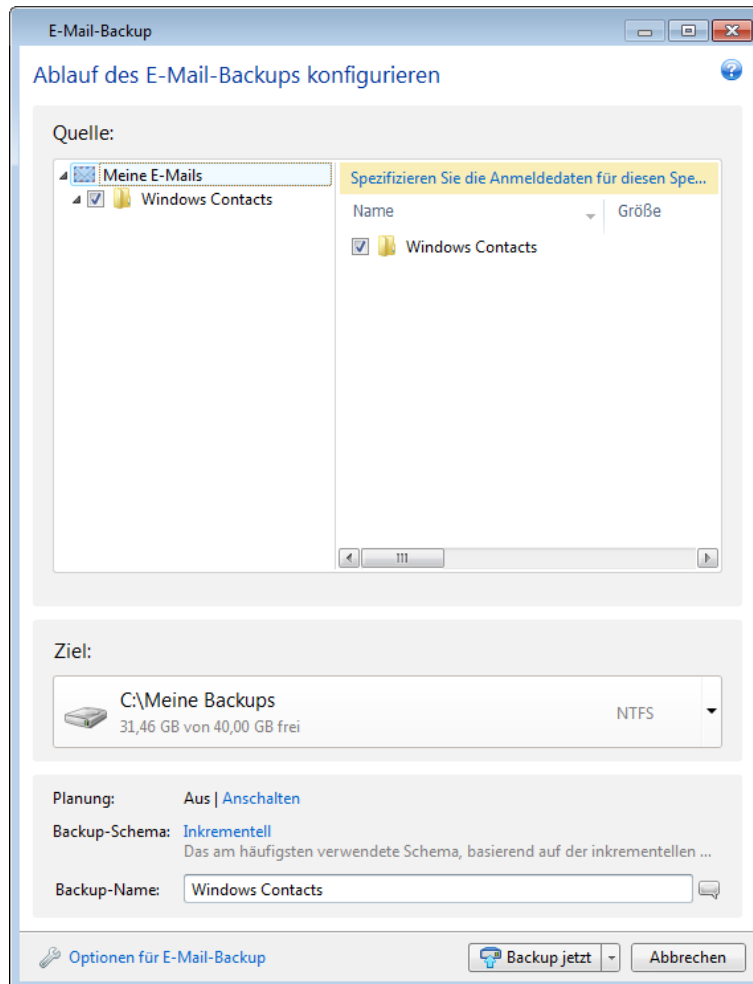 E-Mail-Backup
Ablauf des E-Mail-Backups konfigurieren
Quelle:
Meine E-Mails
Windows Contacts
Spezifizieren Sie die Anmeldedaten für diesen Spe...
Name Größe
Windows Contacts
Ziel:
C:\Meine Backups
31,46 GB von 40,00 GB frei
NTFS
Planung: Aus | Anschalten
Backup-Schema: Inkrementell
Das am häufigsten verwendete Schema, basierend auf der inkrementellen ...
Backup-Name: Windows Contacts
Optionen für E-Mail-Backup
Backup jetzt
Abbrechen